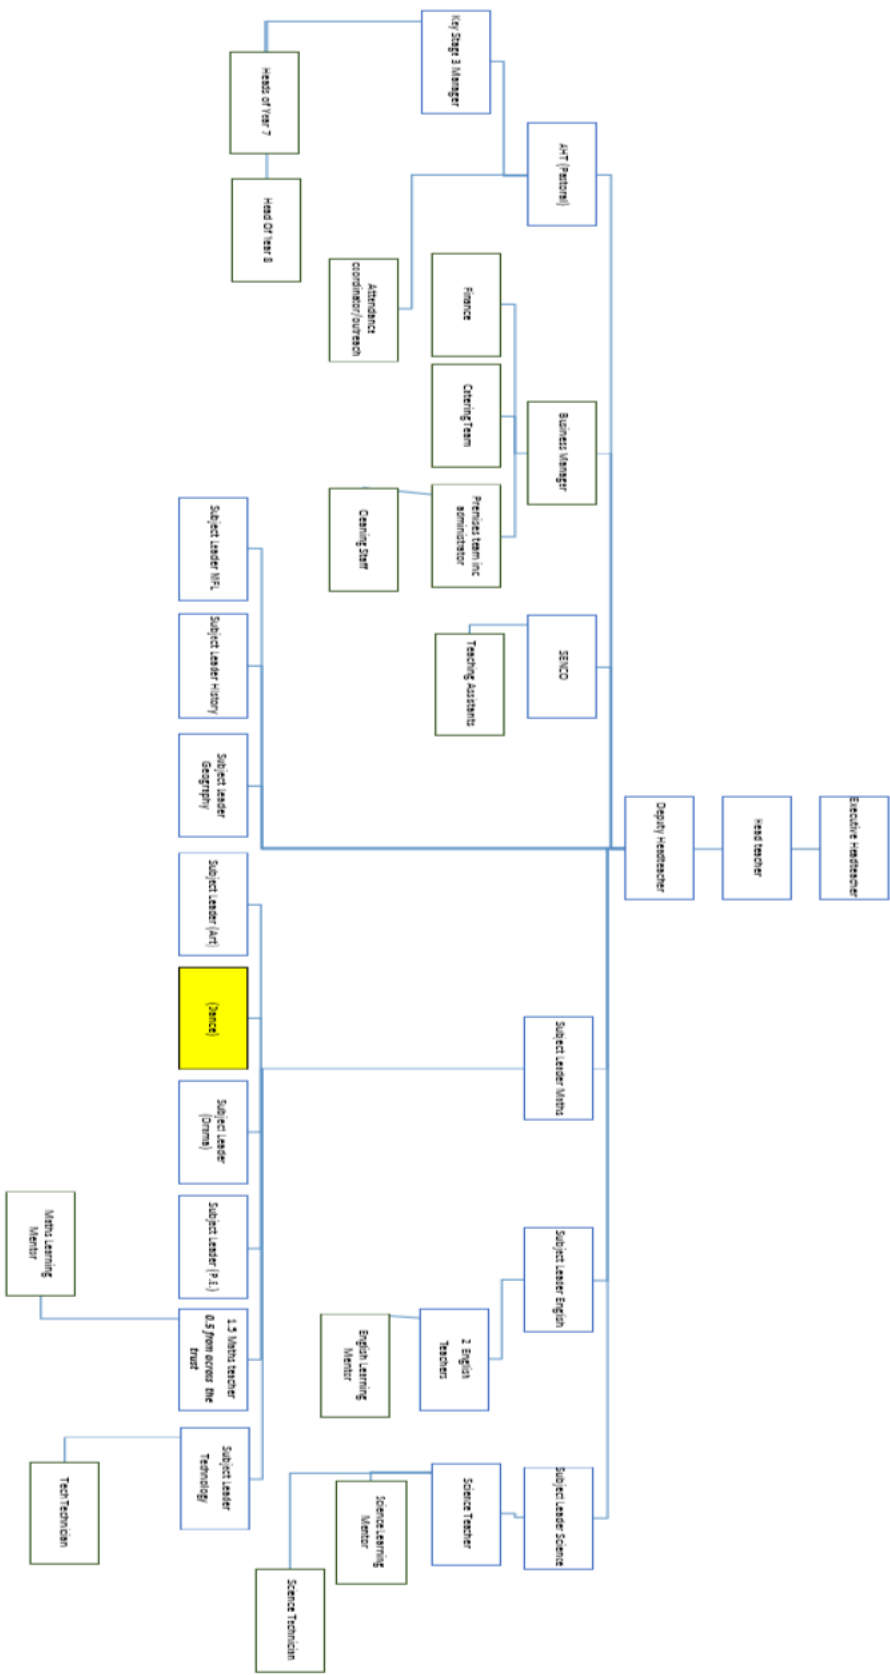 Executive Headteacher
Head teacher
Deputy Headteacher
AHT (Pastoral)
Business Manager
SENCO
Subject Leader Maths
Subject Leader English
Subject Leader Science
Key Stage 3 Manager
Finance
Catering Team
Premises team inc
administrator
Teaching Assistants
2 English
Teachers
Science Teacher
Attendance
coordinator/outreach
Cleaning Staff
English Learning
Mentor
Science Learning
Mentor
Science Technician
Heads of Year 7
Head Of Year 8
Subject Leader MFL
Subject Leader History
Subject Leader
Geography
Subject Leader (Art)
(Dance)
Subject Leader
(Drama)
Subject Leader (P.E.)
1.5 Maths teacher
0.5 from across the
trust
Subject Leader
Technology
Maths Learning
Mentor
Tech Technician